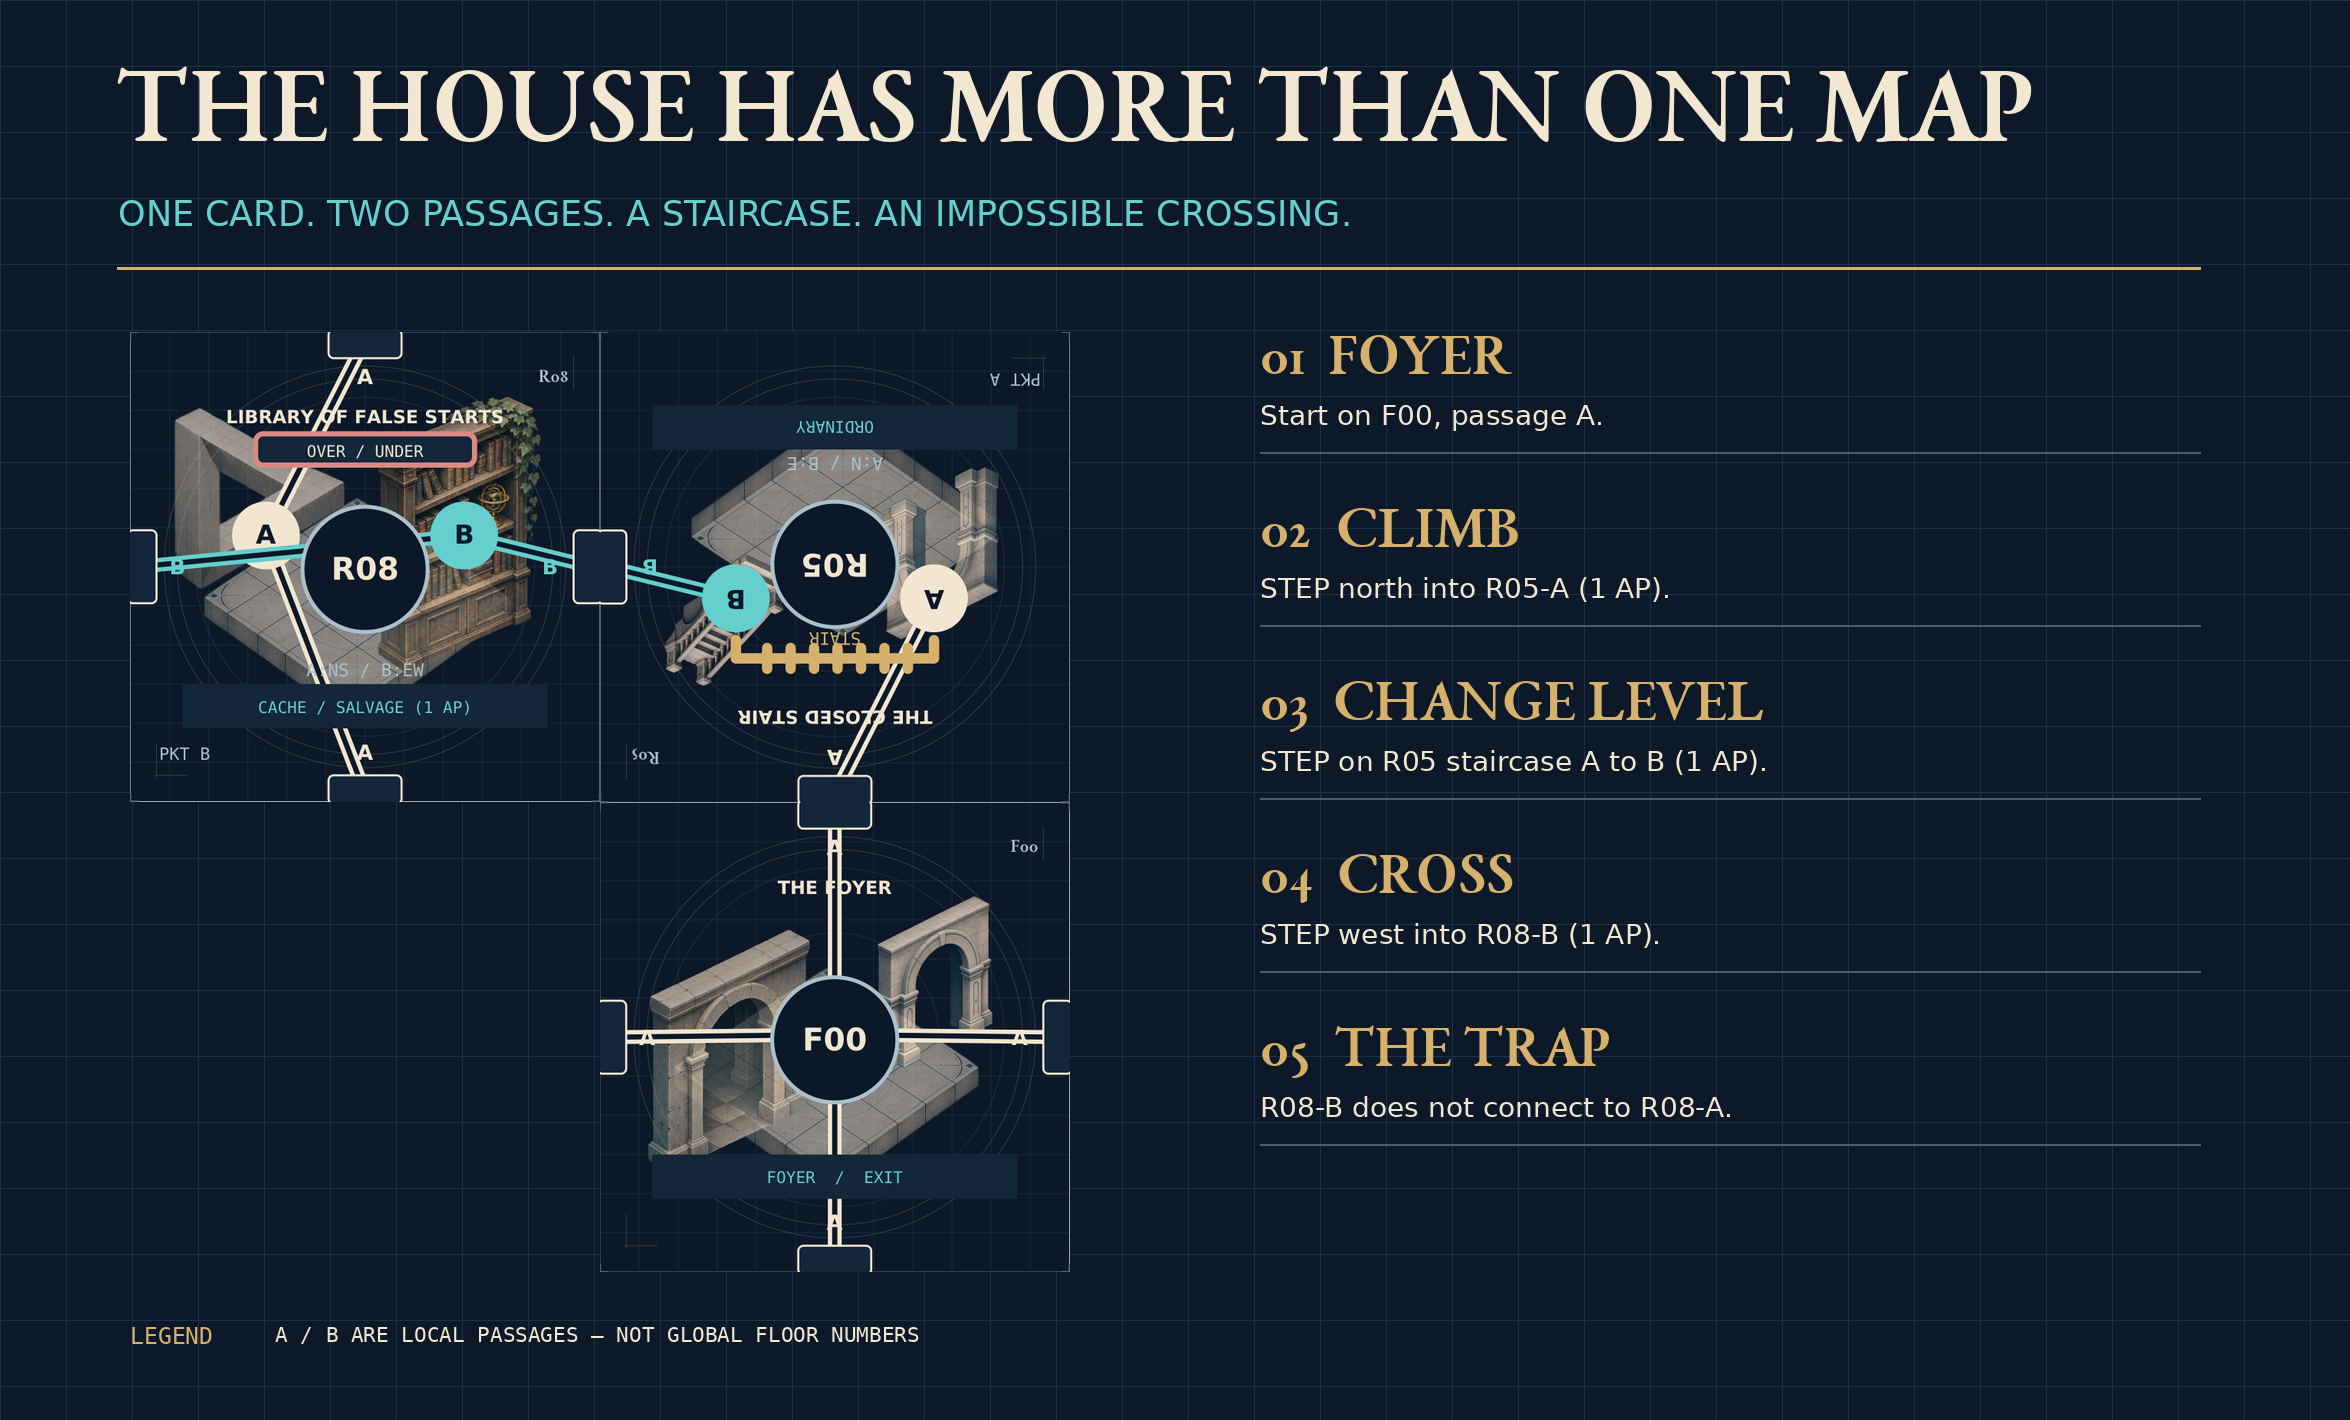 THE HOUSE HAS MORE THAN ONE MAP
ONE CARD. TWO PASSAGES. A STAIRCASE. AN IMPOSSIBLE CROSSING.
A
R08
LIBRARY OF FALSE STARTS
OVER / UNDER
A
B
R08
B
B
A:NS / B:EW
CACHE / SALVAGE (1 AP)
PKT B
A
PKT A
ORDINARY
A:N / B:E
R05
B
B
A
STAIR
THE CLOSED STAIR
R05
A
A
F00
THE FOYER
A
F00
A
FOYER / EXIT
A
01 FOYER
Start on F00, passage A.
02 CLIMB
STEP north into R05-A (1 AP).
03 CHANGE LEVEL
STEP on R05 staircase A to B (1 AP).
04 CROSS
STEP west into R08-B (1 AP).
05 THE TRAP
R08-B does not connect to R08-A.
LEGEND A / B ARE LOCAL PASSAGES — NOT GLOBAL FLOOR NUMBERS